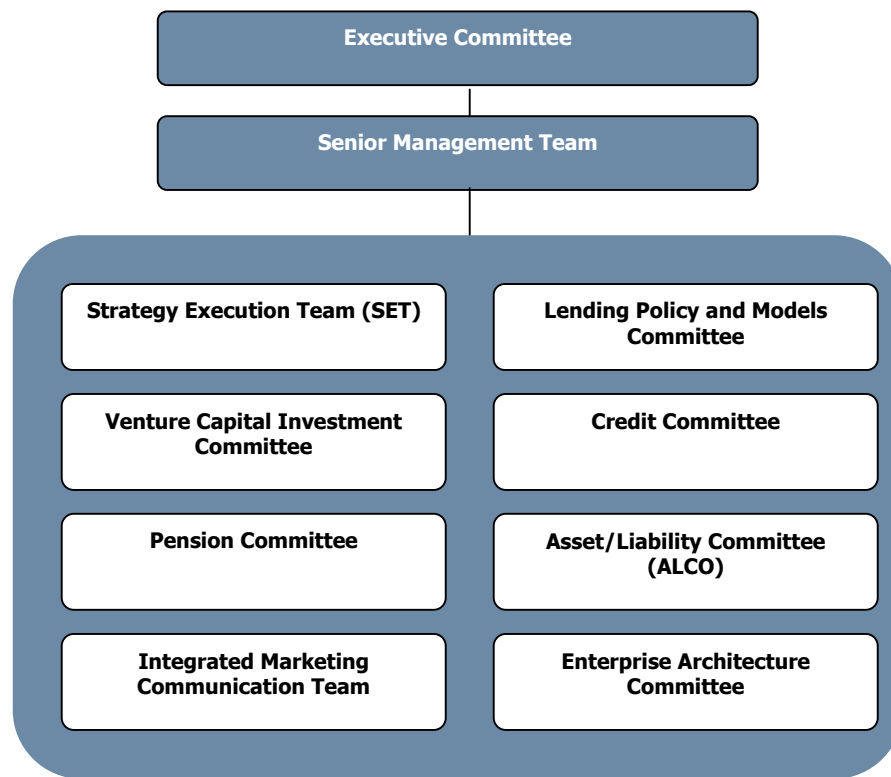 Executive Committee
Senior Management Team
Strategy Execution Team (SET)
Lending Policy and Models
Committee
Venture Capital Investment
Committee
Credit Committee
Pension Committee
Asset/Liability Committee
(ALCO)
Integrated Marketing
Communication Team
Enterprise Architecture
Committee